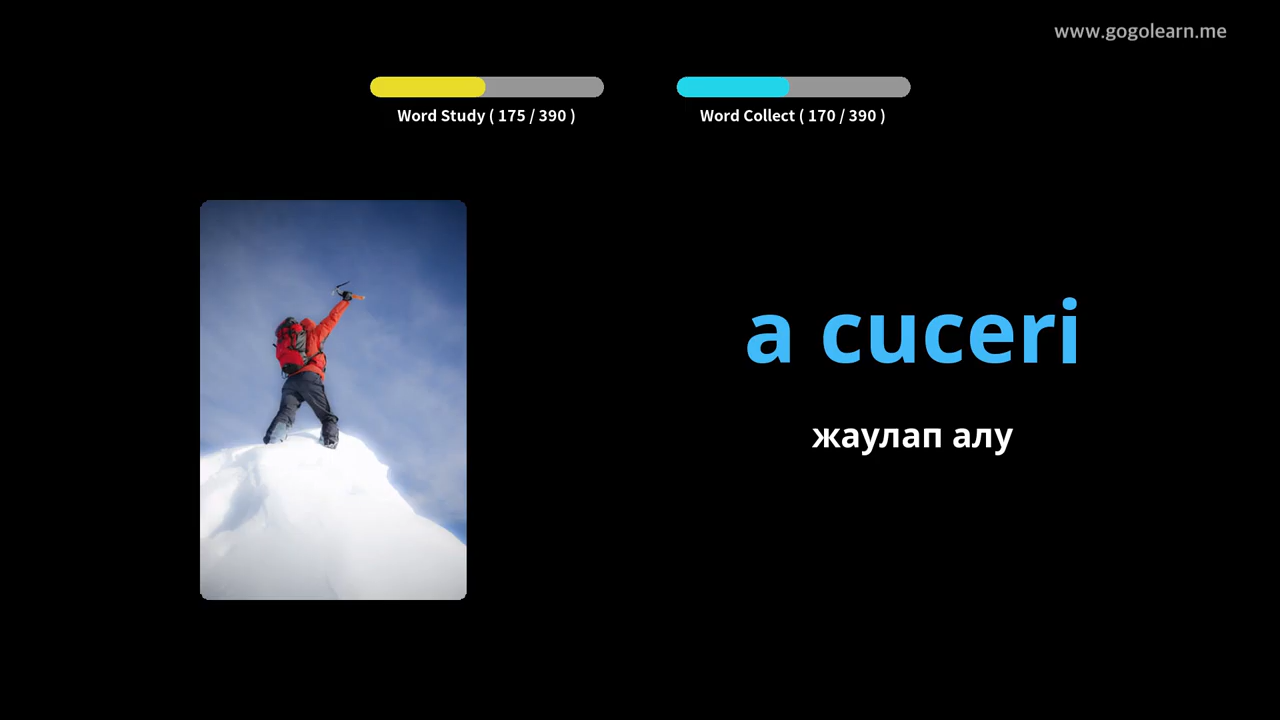 www.gogolearn.me
Word Study ( 175 / 390 )
Word Collect ( 170 / 390 )
a cuceri
жаулап алу